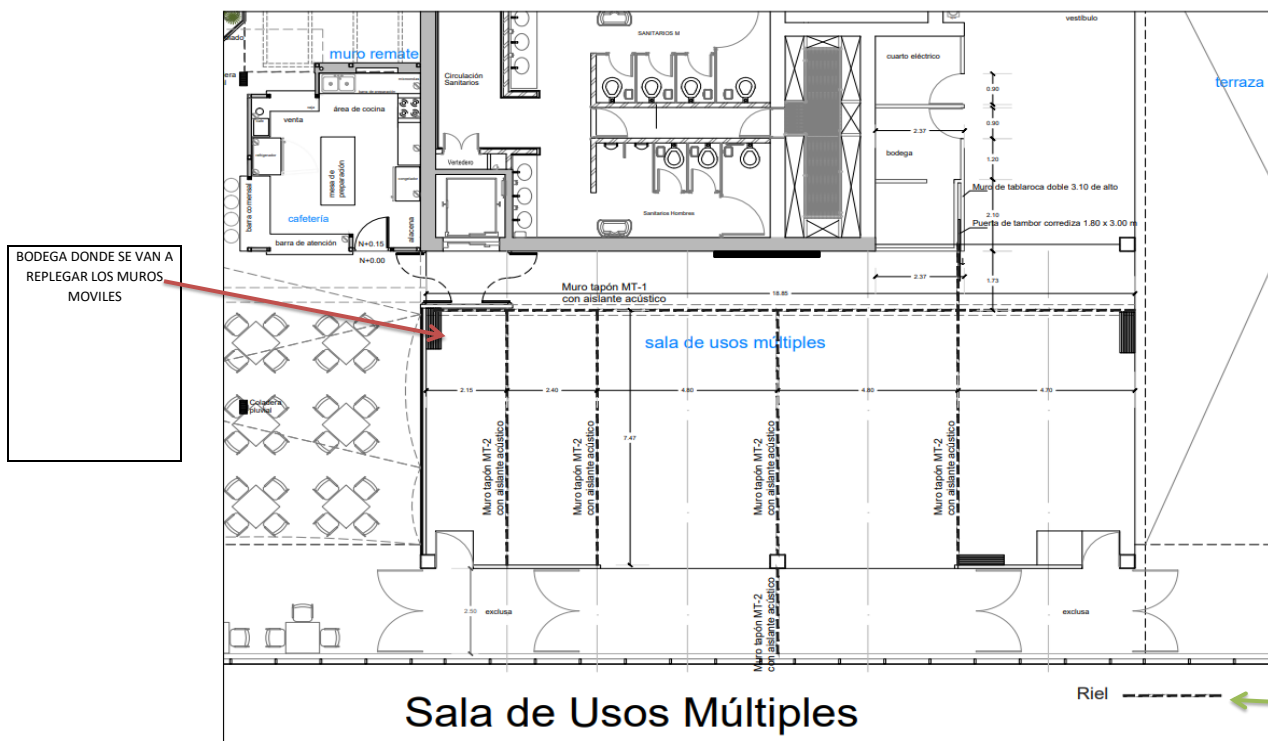 muro remate
SANITARIOS M
vestíbulo
cuarto eléctrico
terraza
Circulación
Sanitarios
área de cocina
venta
0.90
0.90
2.37
bodega
1.20
refrigerador
mesa de
preparación
congelador
Vertedero
Muro de tablaroca doble 3.10 de alto
barra comensal
cafetería
alacena
Sanitarios Hombres
2.10
Puerta de tambor corrediza 1.80 x 3.00 m
barra de atención
N+0.15
N+0.00
BODEGA DONDE SE VAN A
REPLEGAR LOS MUROS
MOVILES
2.37
1.73
Muro tapón MT-1
con aislante acústico
18.85
sala de usos múltiples
2.15
2.40
4.80
4.80
4.70
Coladera
pluvial
7.47
Muro tapón MT-2
con aislante acústico
Muro tapón MT-2
con aislante acústico
Muro tapón MT-2
con aislante acústico
Muro tapón MT-2
con aislante acústico
2.50
exclusa
Muro tapón MT-2
con aislante acústico
exclusa
Sala de Usos Múltiples
Riel